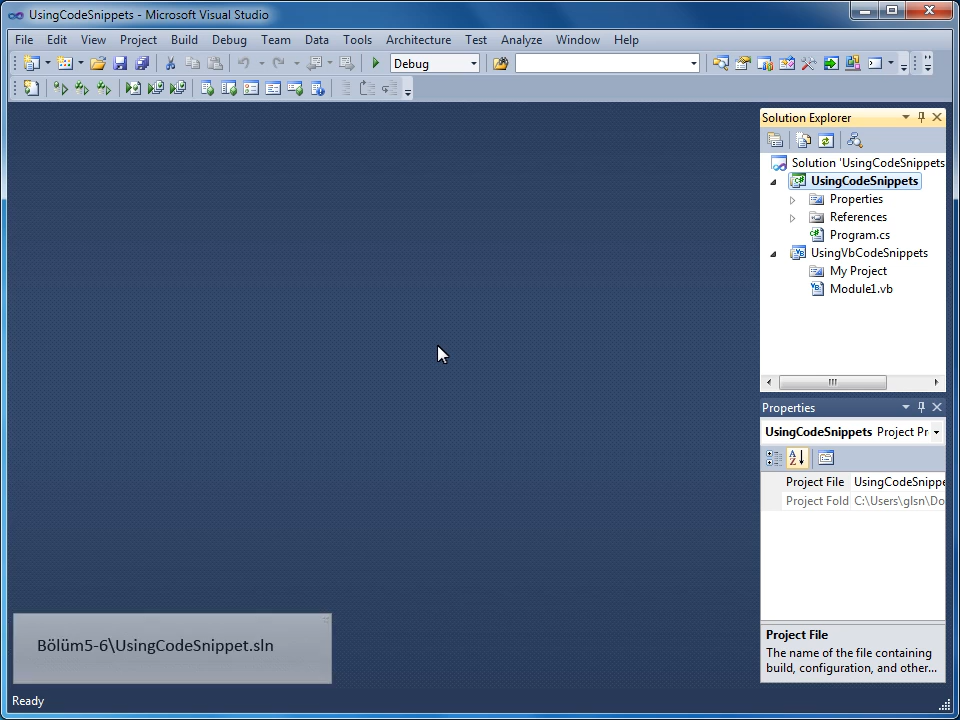 UsingCodeSnippets - Microsoft Visual Studio
File Edit View Project Build Debug Team Data Tools Architecture Test Analyze Window Help
Debug
Solution Explorer
Solution 'UsingCodeSnippets
UsingCodeSnippets
Properties
References
Program.cs
UsingVbCodeSnippets
My Project
Module1.vb
Properties
UsingCodeSnippets Project Pr
Project File UsingCodeSnippe
Project Fold C:\Users\glsn\Do
Project File
The name of the file containing
build, configuration, and other...
Bölüm5-6\UsingCodeSnippet.sln
Ready